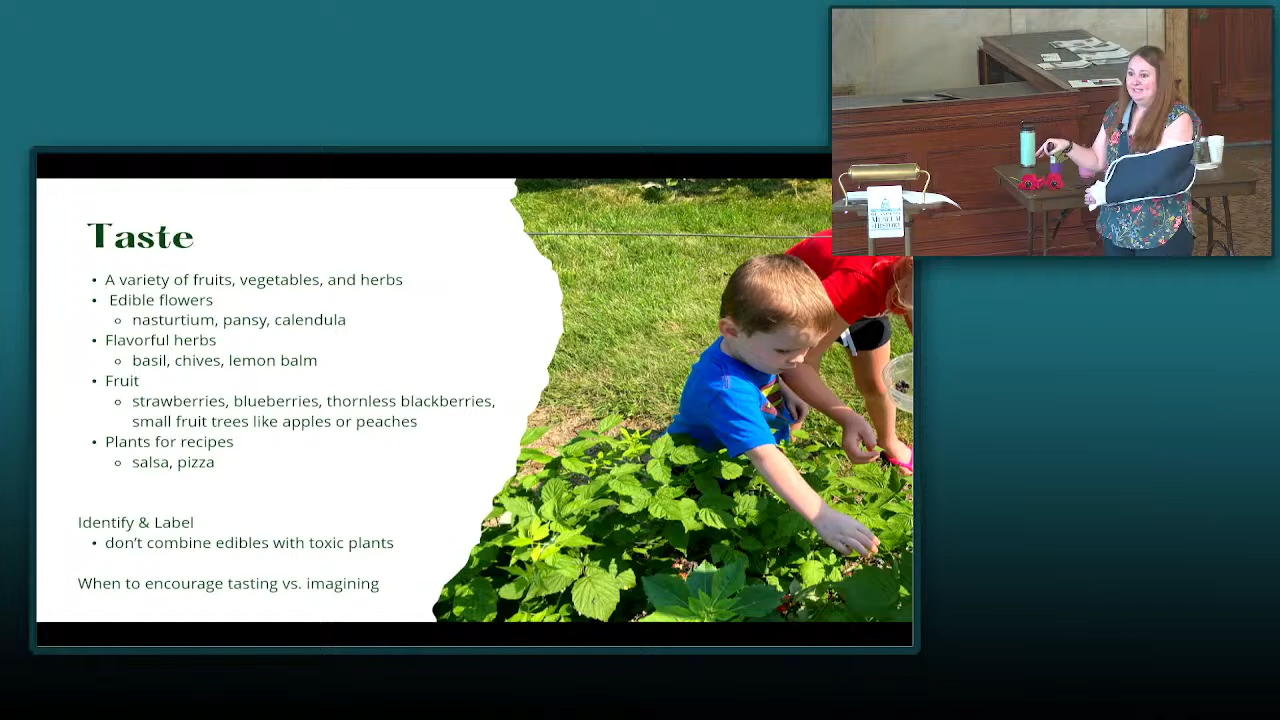 Taste
• A variety of fruits, vegetables, and herbs
• Edible flowers
◦ nasturtium, pansy, calendula
• Flavorful herbs
◦ basil, chives, lemon balm
• Fruit
◦ strawberries, blueberries, thornless blackberries,
small fruit trees like apples or peaches
• Plants for recipes
◦ salsa, pizza
Identify & Label
• don’t combine edibles with toxic plants
When to encourage tasting vs. imagining
MUSEUM
HISTORY